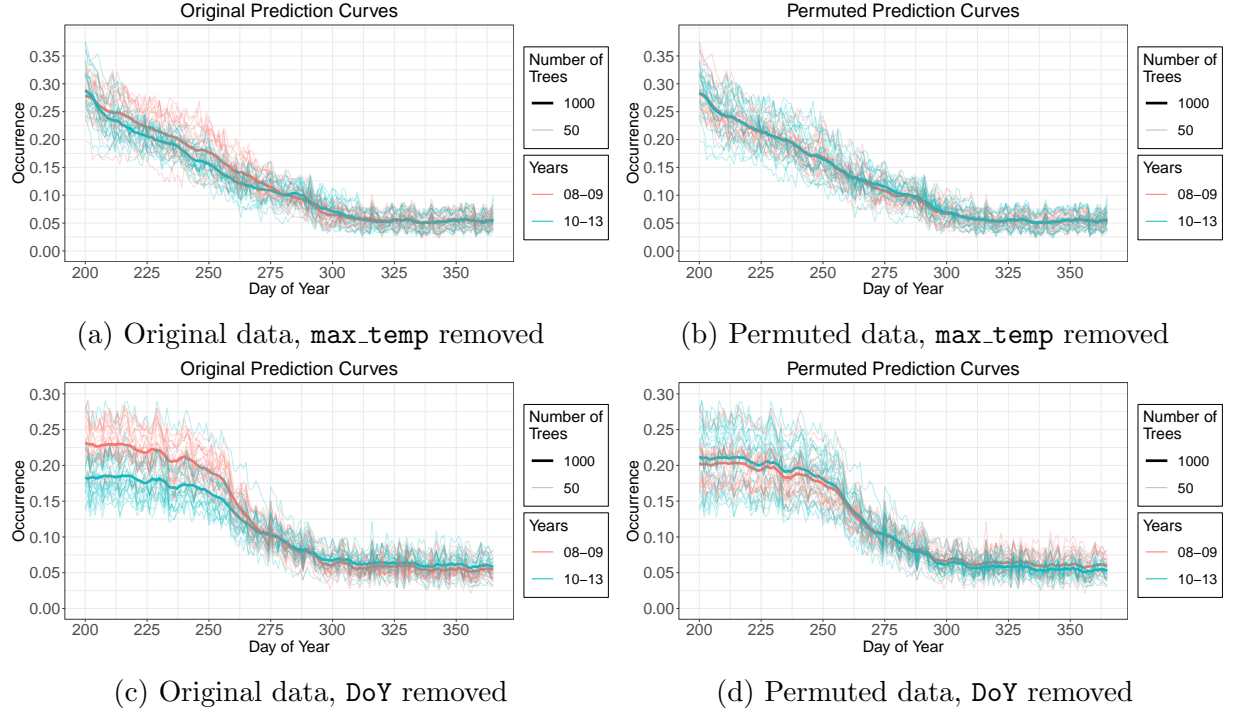 Original Prediction Curves
Occurrence
0.35
0.30
0.25
0.20
0.15
0.10
0.05
0.00
200 225 250 275 300 325 350
Day of Year
Number of
Trees
1000
50
Years
08−09
10−13
(a) Original data, max_temp removed
Permuted Prediction Curves
Occurrence
0.35
0.30
0.25
0.20
0.15
0.10
0.05
0.00
200 225 250 275 300 325 350
Day of Year
Number of
Trees
1000
50
Years
08−09
10−13
(b) Permuted data, max_temp removed
Original Prediction Curves
Occurrence
0.30
0.25
0.20
0.15
0.10
0.05
0.00
200 225 250 275 300 325 350
Day of Year
Number of
Trees
1000
50
Years
08−09
10−13
(c) Original data, DoY removed
Permuted Prediction Curves
Occurrence
0.30
0.25
0.20
0.15
0.10
0.05
0.00
200 225 250 275 300 325 350
Day of Year
Number of
Trees
1000
50
Years
08−09
10−13
(d) Permuted data, DoY removed